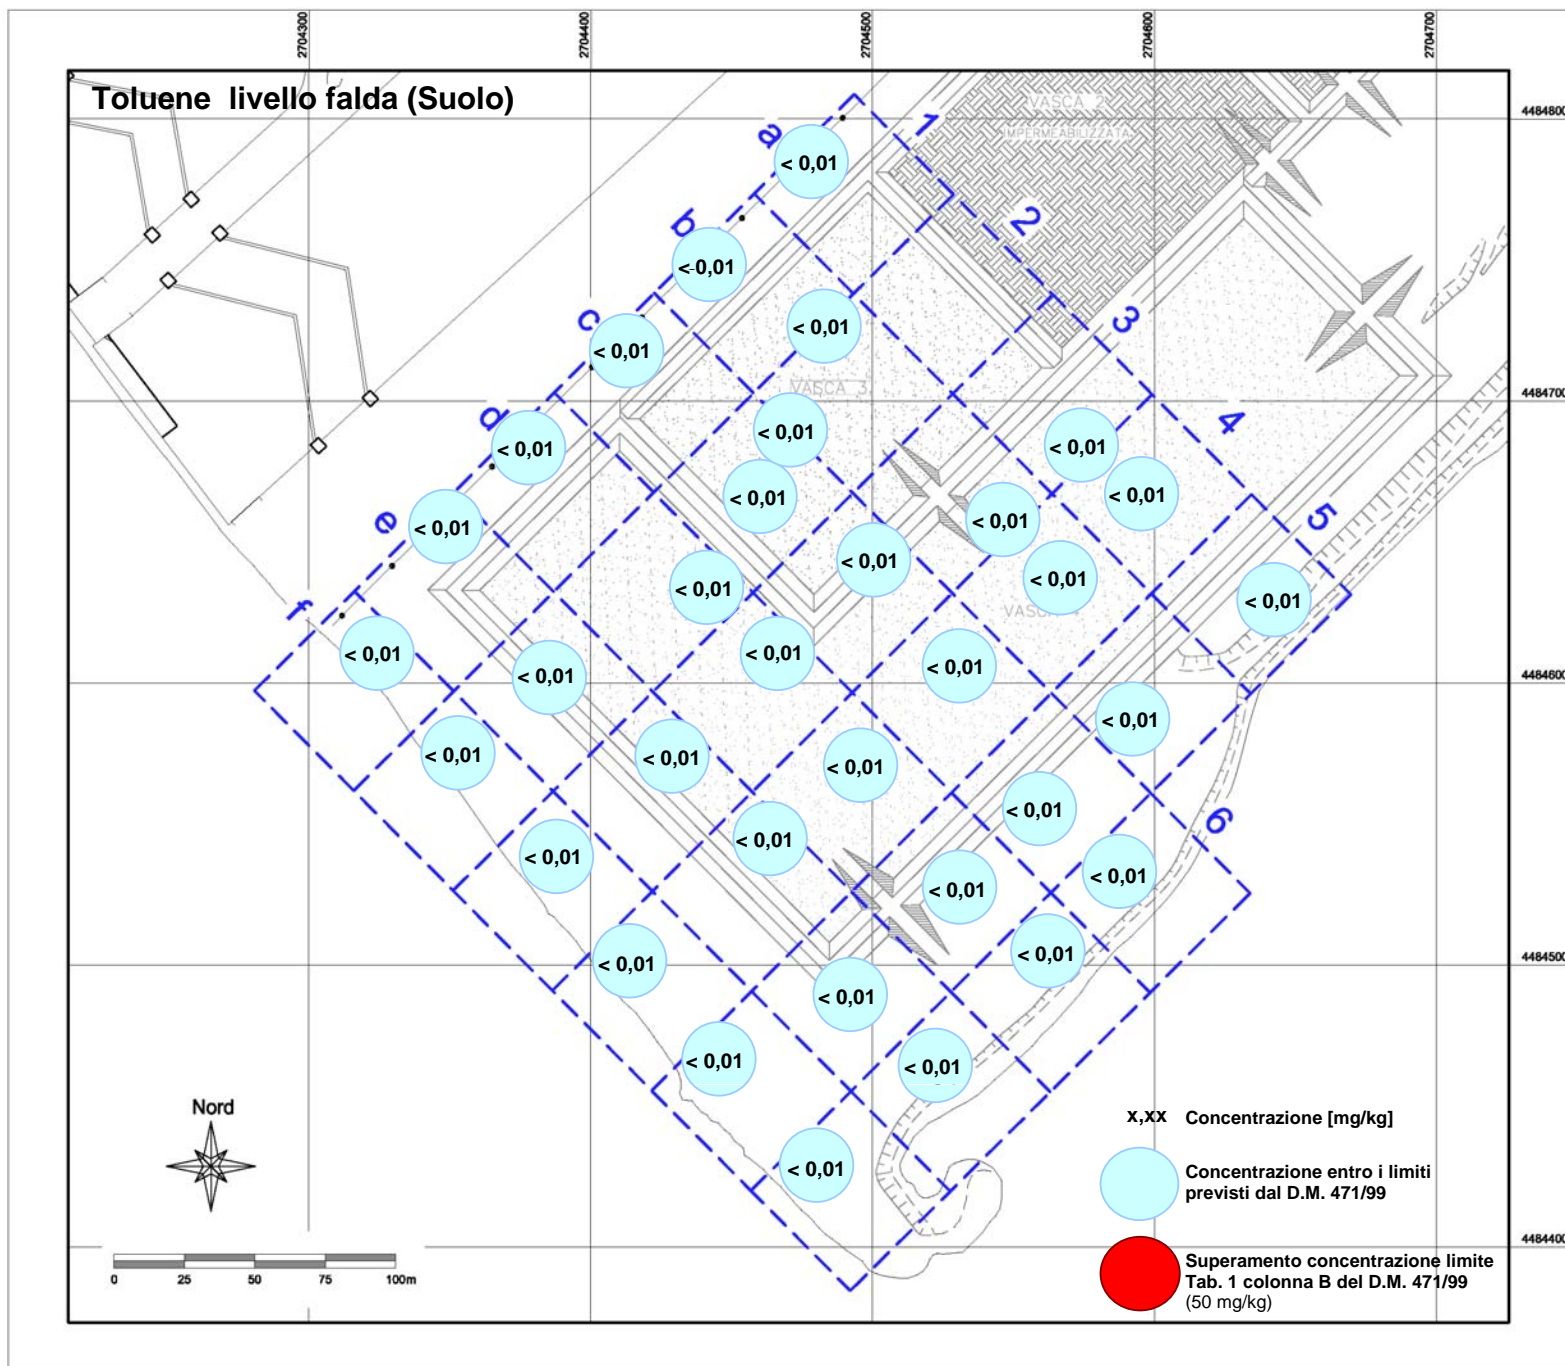 2704300
2704400
2704500
2704600
2704700
Toluene livello falda (Suolo)
4484800
4484700
4484600
4484500
4484400
VASCA 2
IMPERMEABILIZZATA
a
1
< 0,01
b
2
< 0,01
c
3
< 0,01
< 0,01
VASCA 3
d
4
< 0,01
< 0,01
< 0,01
< 0,01
< 0,01
e
5
< 0,01
< 0,01
< 0,01
< 0,01
< 0,01
< 0,01
f
< 0,01
< 0,01
< 0,01
< 0,01
< 0,01
< 0,01
< 0,01
< 0,01
< 0,01
6
< 0,01
< 0,01
< 0,01
< 0,01
< 0,01
< 0,01
< 0,01
< 0,01
< 0,01
< 0,01
< 0,01
Nord
0 25 50 75 100m
x,xx Concentrazione [mg/kg]
Concentrazione entro i limiti
previsti dal D.M. 471/99
Superamento concentrazione limite
Tab. 1 colonna B del D.M. 471/99
(50 mg/kg)